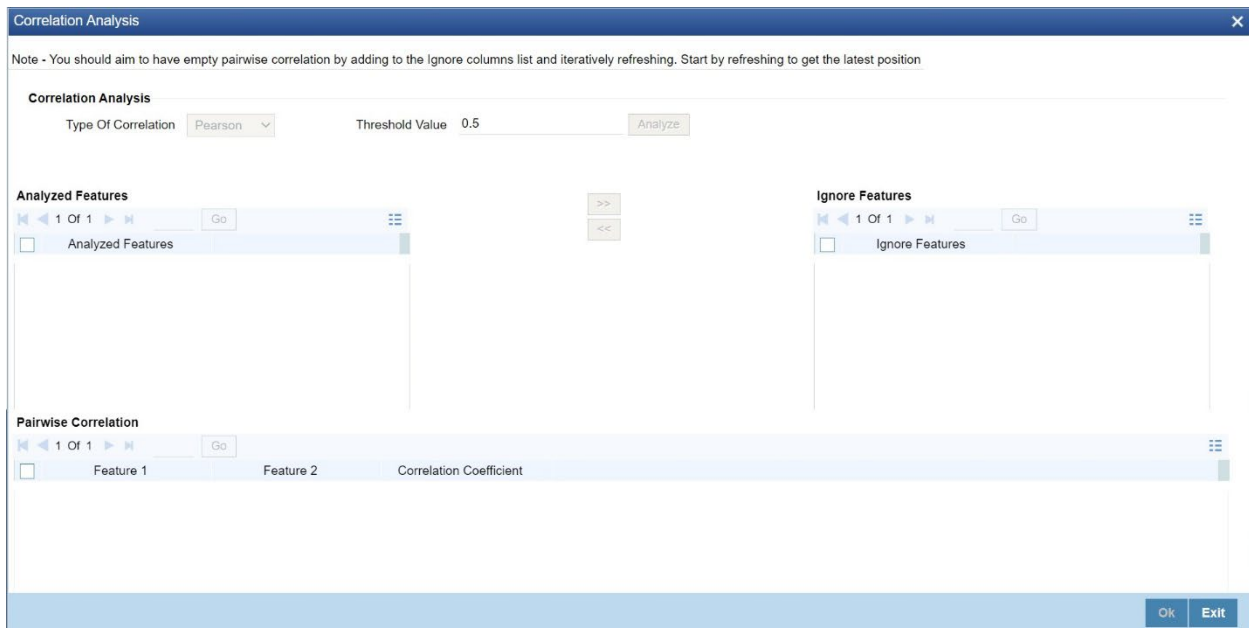 Correlation Analysis
Note - You should aim to have empty pairwise correlation by adding to the Ignore columns list and iteratively refreshing. Start by refreshing to get the latest position
Correlation Analysis
Type Of Correlation Pearson Threshold Value 0.5 Analyze
Analyzed Features >> Ignore Features
1 Of 1 Go << 1 Of 1 Go
Analyzed Features Ignore Features
Pairwise Correlation
1 Of 1 Go
Feature 1 Feature 2 Correlation Coefficient
Ok Exit